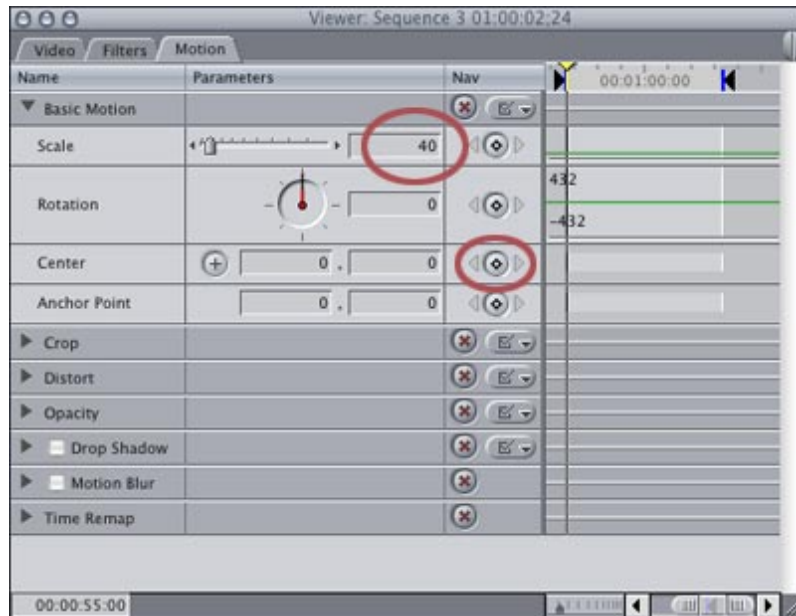 Viewer: Sequence 3 01:00:02;24
Video Filters Motion
Name Parameters Nav 00:01:00:00
Basic Motion
Scale 40
432
Rotation 0
-432
Center 0 . 0
Anchor Point 0 . 0
Crop
Distort
Opacity
Drop Shadow
Motion Blur
Time Remap
00:00:55:00